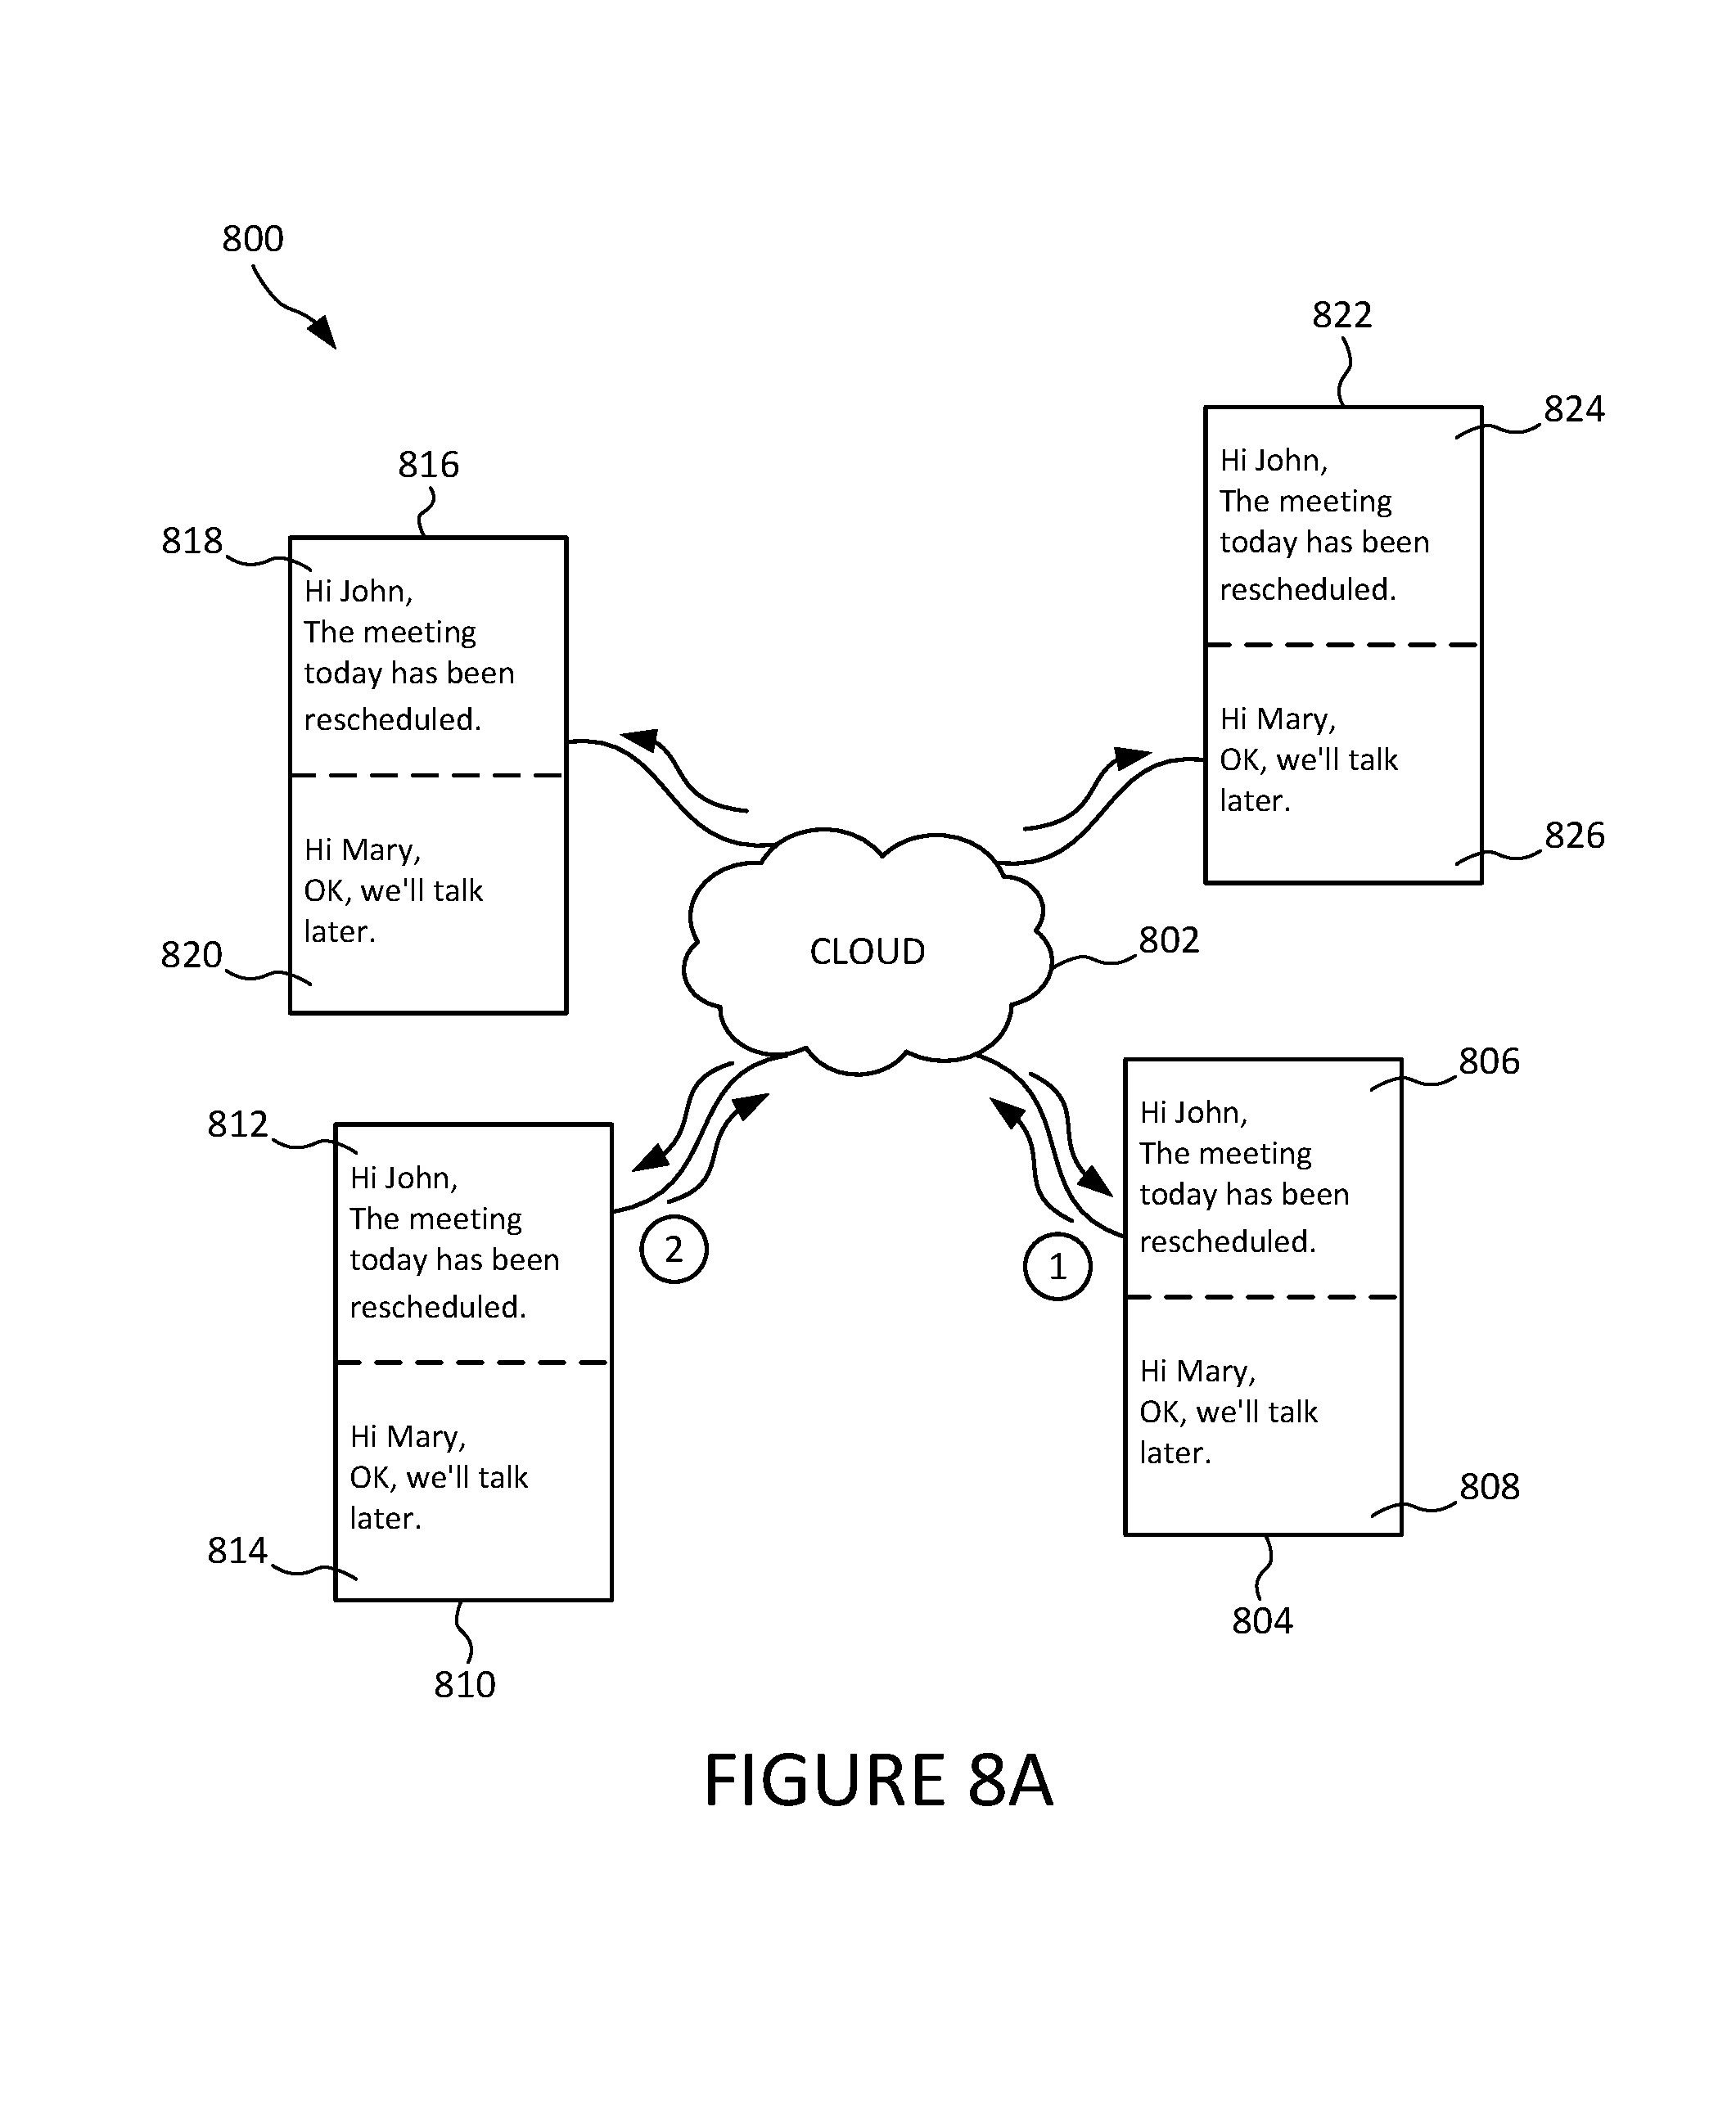 800
822
824
Hi John,
The meeting
today has been
rescheduled.
Hi Mary,
OK, we'll talk
later.
826
816
818
Hi John,
The meeting
today has been
rescheduled.
Hi Mary,
OK, we'll talk
later.
820
CLOUD
802
812
Hi John,
The meeting
today has been
rescheduled.
Hi Mary,
OK, we'll talk
later.
814
810
2
1
806
Hi John,
The meeting
today has been
rescheduled.
Hi Mary,
OK, we'll talk
later.
808
804
FIGURE 8A